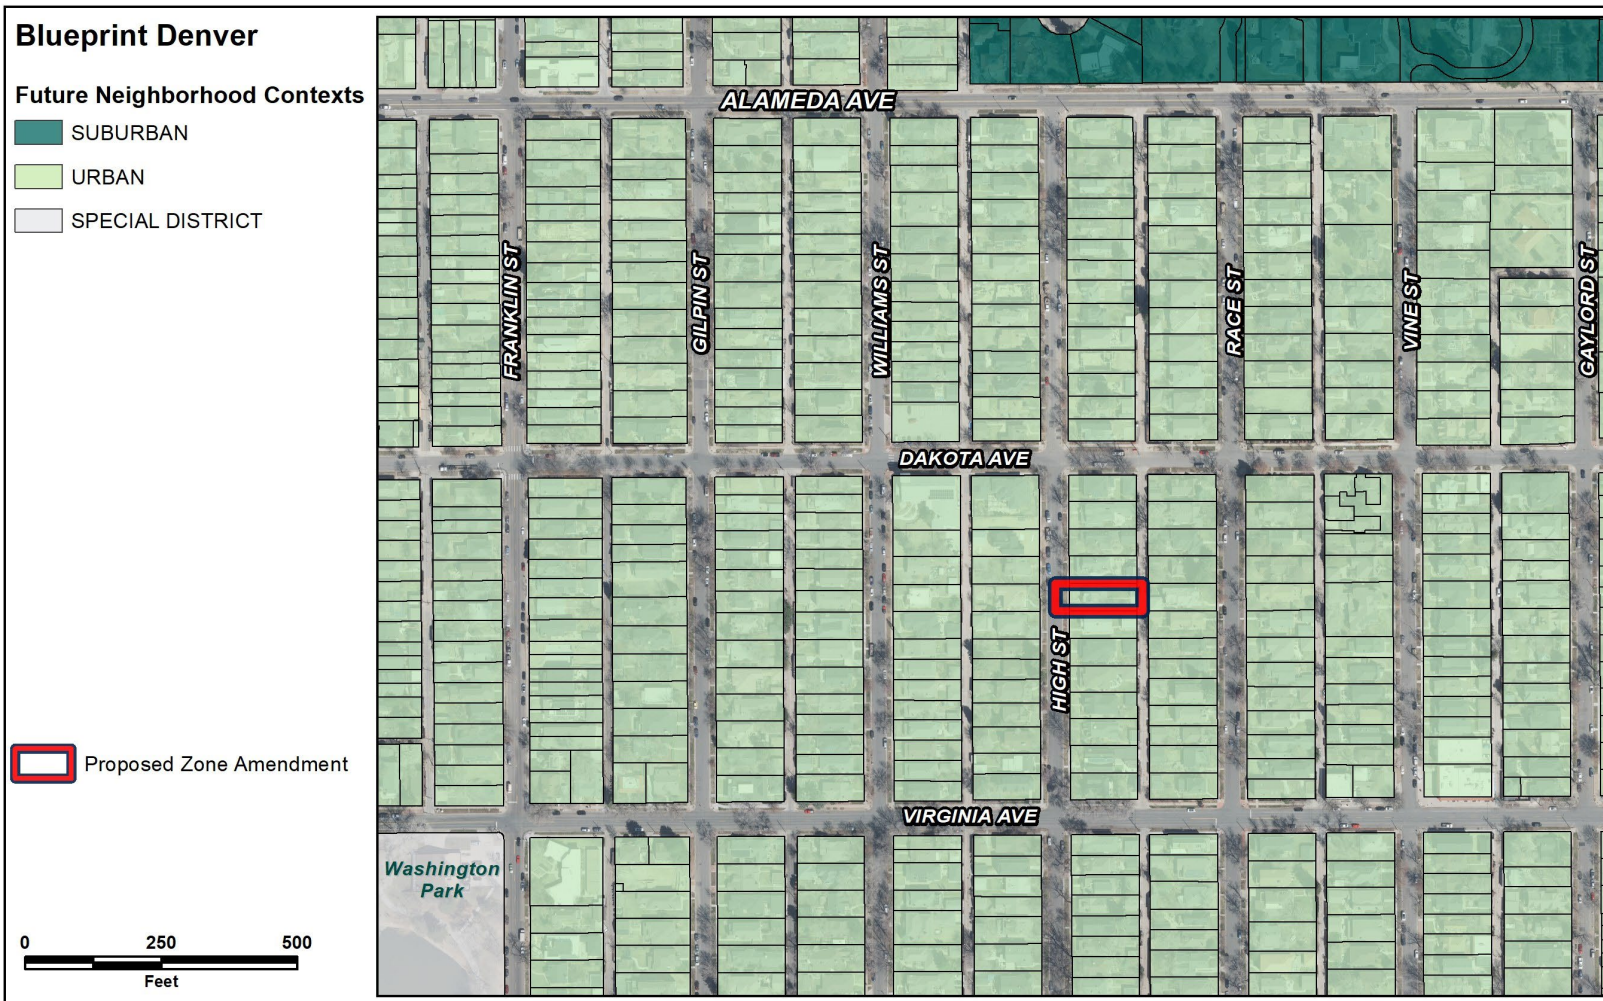 Blueprint Denver
Future Neighborhood Contexts
SUBURBAN
URBAN
SPECIAL DISTRICT
Proposed Zone Amendment
0 250 500
Feet
ALAMEDA AVE
FRANKLIN ST
GILPIN ST
WILLIAMS ST
RACE ST
VINE ST
GAYLORD ST
DAKOTA AVE
HIGH ST
VIRGINIA AVE
Washington
Park